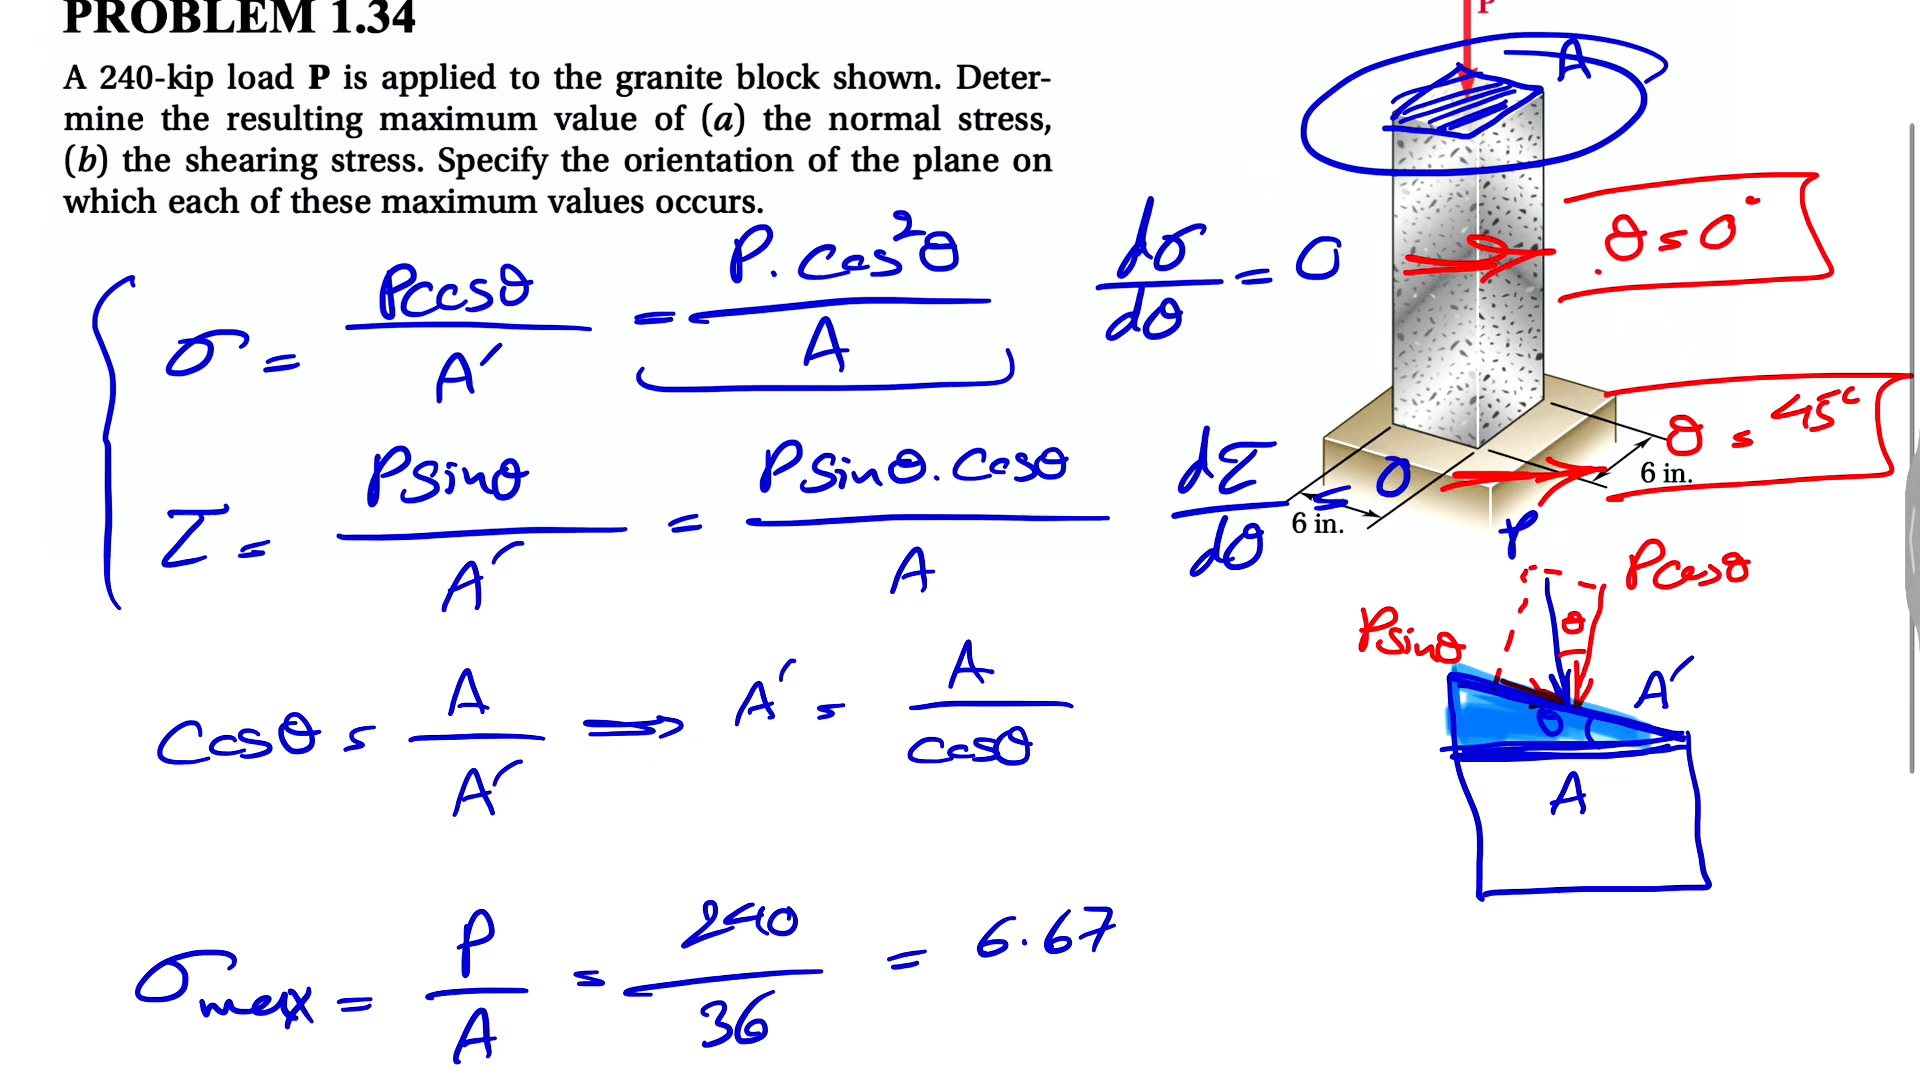 PROBLEM 1.34
A 240-kip load P is applied to the granite block shown. Deter-
mine the resulting maximum value of (a) the normal stress,
(b) the shearing stress. Specify the orientation of the plane on
which each of these maximum values occurs.
P
A
σ = Pcosθ / A′ = P.cos²θ / A
dσ / dθ = 0
θ = 0°
τ = Psinθ / A′ = Psinθ.cosθ / A
dτ / dθ = 0
θ = 45°
6 in.
6 in.
P
Pcosθ
Psinθ
θ
A′
θ
A
cosθ = A / A′ ⟹ A′ = A / cosθ
σmax = P / A = 240 / 36 = 6.67